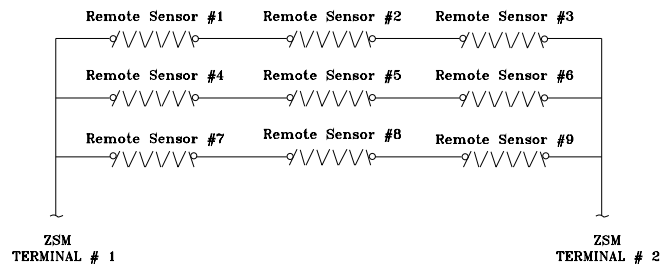 Remote Sensor #1 Remote Sensor #2 Remote Sensor #3
Remote Sensor #4 Remote Sensor #5 Remote Sensor #6
Remote Sensor #7 Remote Sensor #8 Remote Sensor #9
ZSM ZSM
TERMINAL # 1 TERMINAL # 2